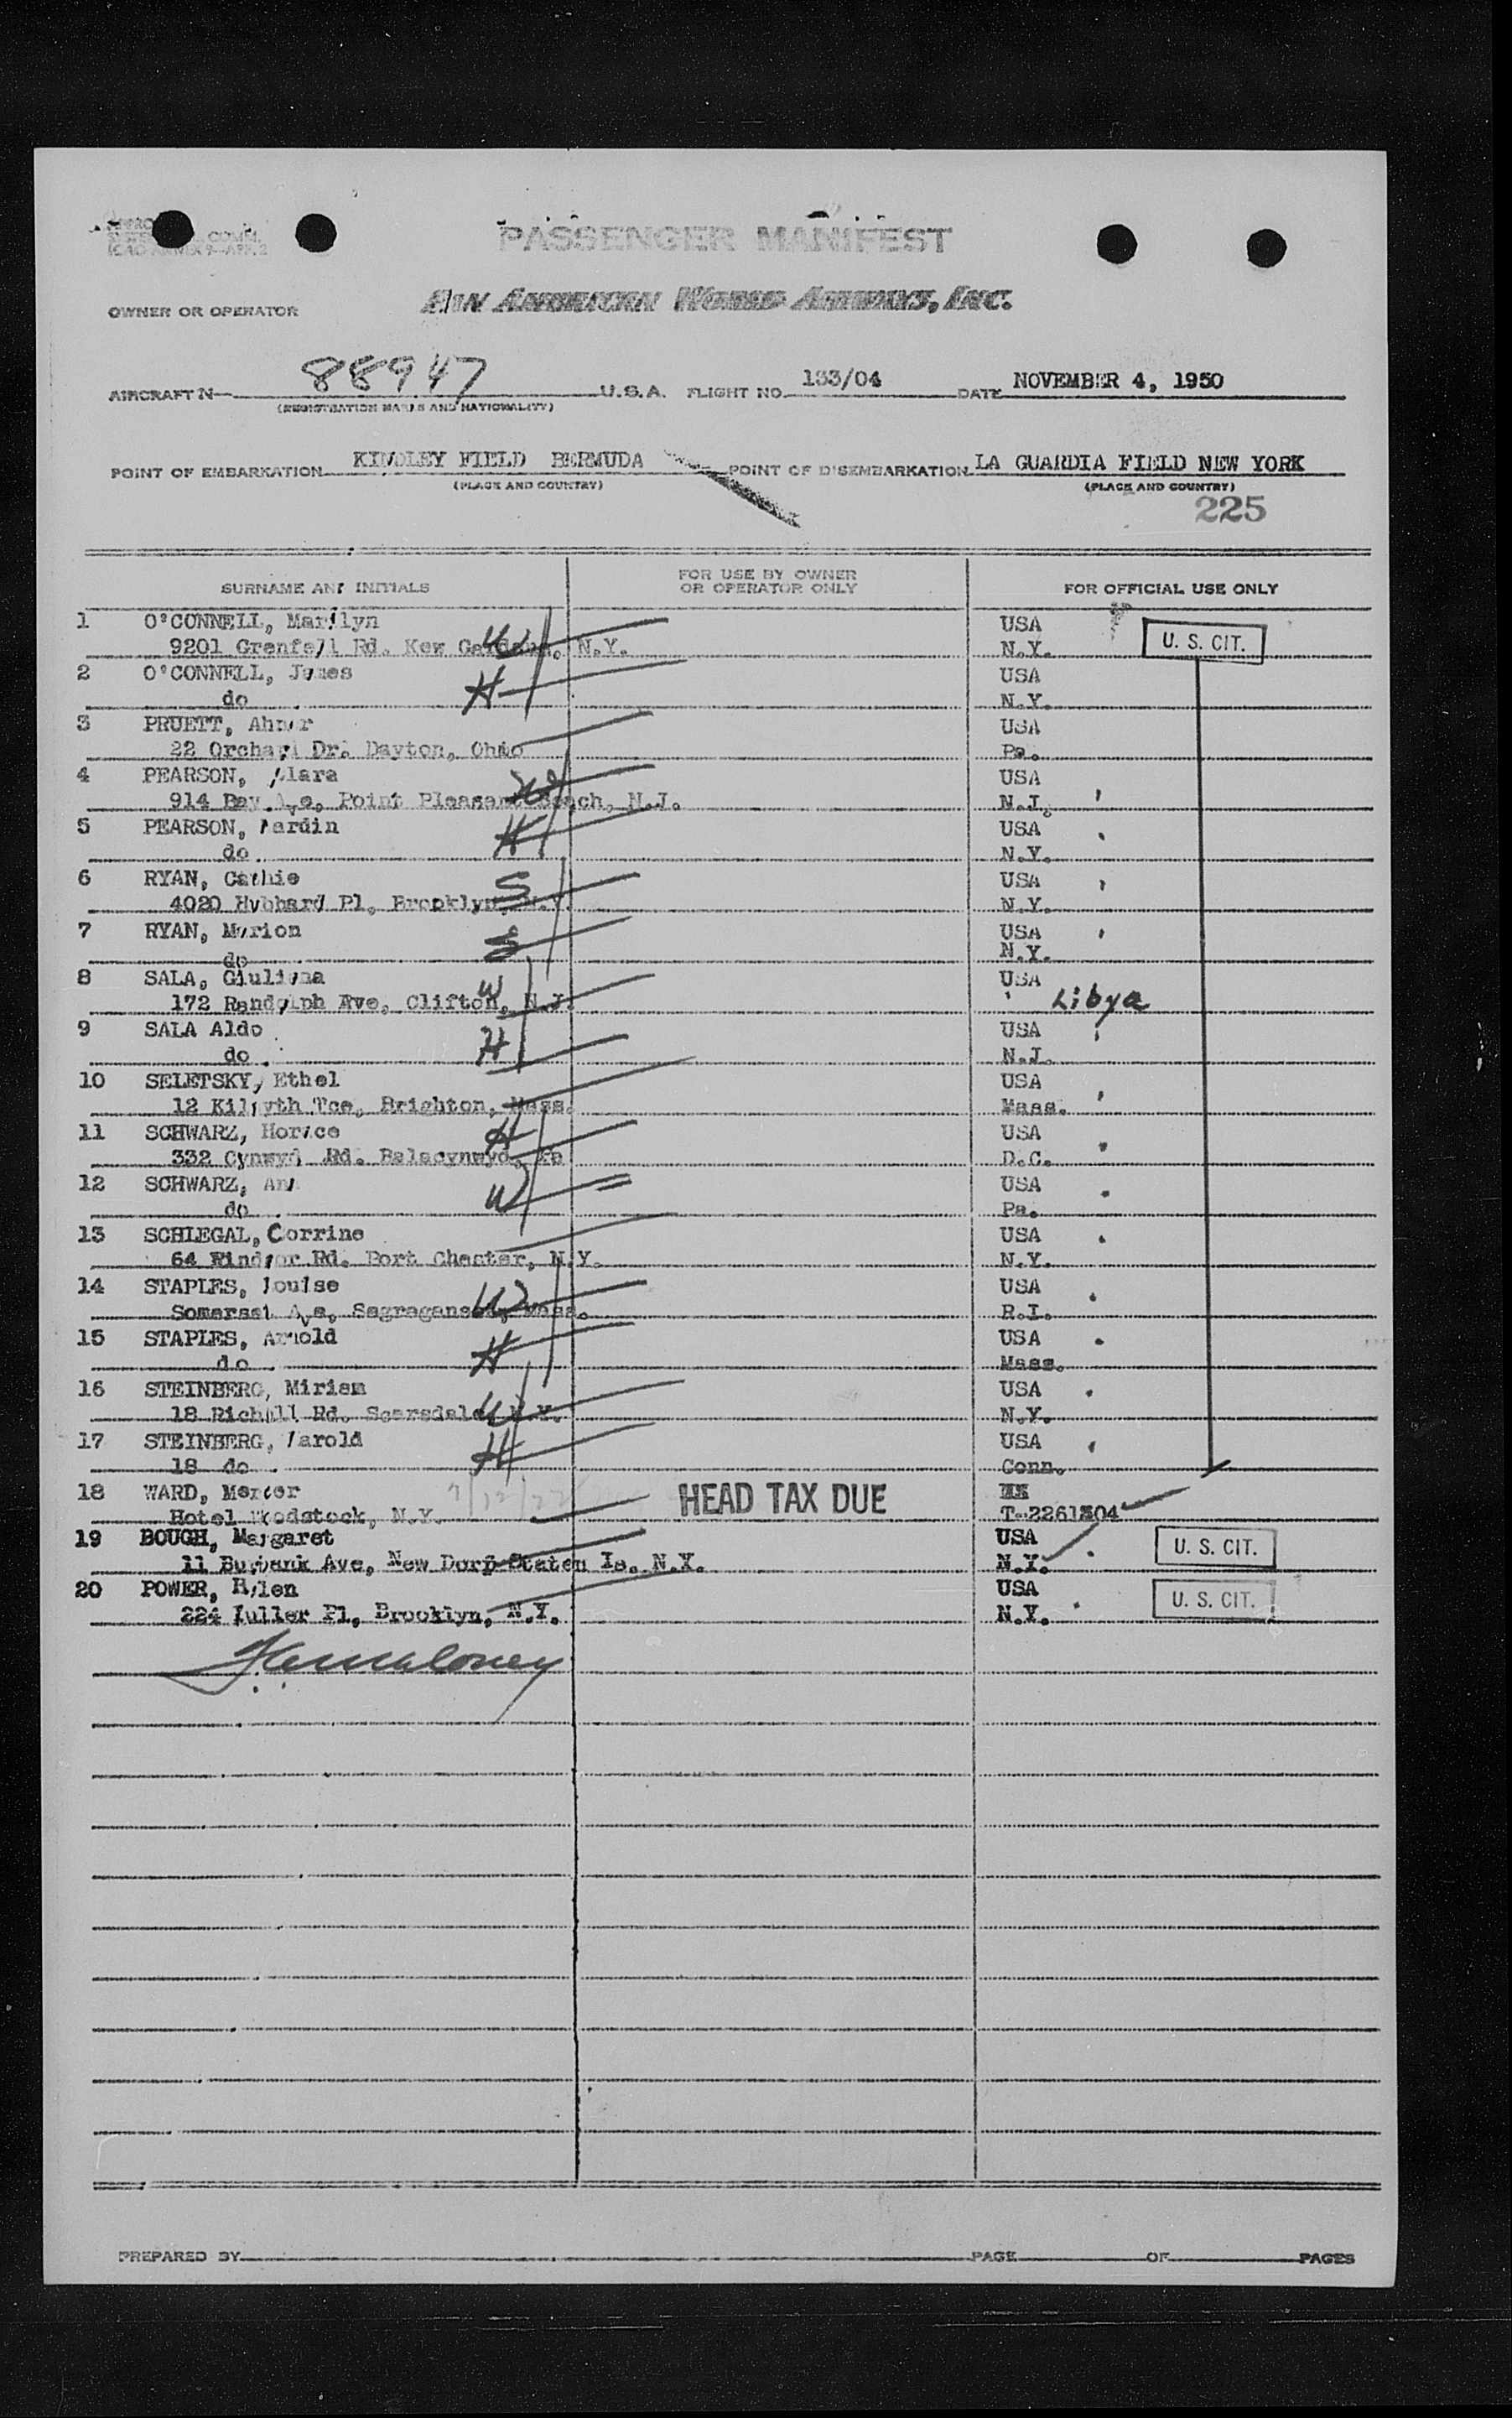 PASSENGER MANIFEST
OWNER OR OPERATOR PAN AMERICAN WORLD AIRWAYS, INC.
AIRCRAFT N 88947 U.S.A. FLIGHT NO. 133/04 DATE NOVEMBER 4, 1950
(REGISTRATION MARKS AND NATIONALITY)
POINT OF EMBARKATION KINDLEY FIELD BERMUDA POINT OF DISEMBARKATION LA GUARDIA FIELD NEW YORK
(PLACE AND COUNTRY) (PLACE AND COUNTRY)
225
SURNAME AND INITIALS FOR USE BY OWNER OR OPERATOR ONLY FOR OFFICIAL USE ONLY
1 O'CONNELL, Marilyn USA
9201 Grenfell Rd. Kew Gardens, N.Y. W N.Y. U. S. CIT.
2 O'CONNELL, James H USA
do N.Y.
3 PRUETT, USA
22 Orchard Dr. Dayton, Ohio Pa.
4 PEARSON, Clara W USA
914 Bay Ave, Point Pleasant Beach, N.J. N.J.
5 PEARSON, Hardin H USA
do N.Y.
6 RYAN, Cathie S USA
4020 Hubbard Pl, Brooklyn, N.Y. N.Y.
7 RYAN, Marion S USA
do N.Y.
8 SALA, Giuliana W USA
172 Randolph Ave, Clifton, N.J. Libya
9 SALA Aldo H USA
do N.J.
10 SELETSKY, Ethel USA
12 Kilsyth Tce, Brighton, Mass. Mass.
11 SCHWARZ, Horace H USA
332 Cynwyd Rd. Balacynwyd, Pa D.C.
12 SCHWARZ, W USA
do Pa.
13 SCHLEGAL, Corrine USA
64 Windsor Rd. Port Chester, N.Y. N.Y.
14 STAPLES, Louise W USA
Somerset Ave, Mass. R.I.
15 STAPLES, Arnold H USA
do Mass.
16 STEINBERG, Miriam W USA
18 Richbell Rd. Scarsdale, N.Y. N.Y.
17 STEINBERG, Harold H USA
18 do Conn.
18 WARD, Mercer HEAD TAX DUE
Hotel Woodstock, N.Y.
19 BOUGH, Margaret USA
11 Burbank Ave, New Dorp Staten Is. N.Y. N.Y. U. S. CIT.
20 POWER, Helen USA
224 Fuller Pl, Brooklyn, N.Y. N.Y. U. S. CIT.
PREPARED BY PAGE OF PAGES